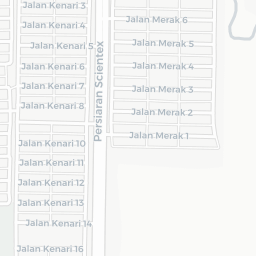 Jalan Kenari 3
Jalan Merak 6
Jalan Kenari 4
Jalan Kenari 5
Jalan Merak 5
Jalan Kenari 6
Jalan Merak 4
Jalan Kenari 7
Jalan Merak 3
Jalan Kenari 8
Jalan Merak 2
Persiaran Scientex
Jalan Merak 1
Jalan Kenari 10
Jalan Kenari 11
Jalan Kenari 12
Jalan Kenari 13
Jalan Kenari 14
Jalan Kenari 16